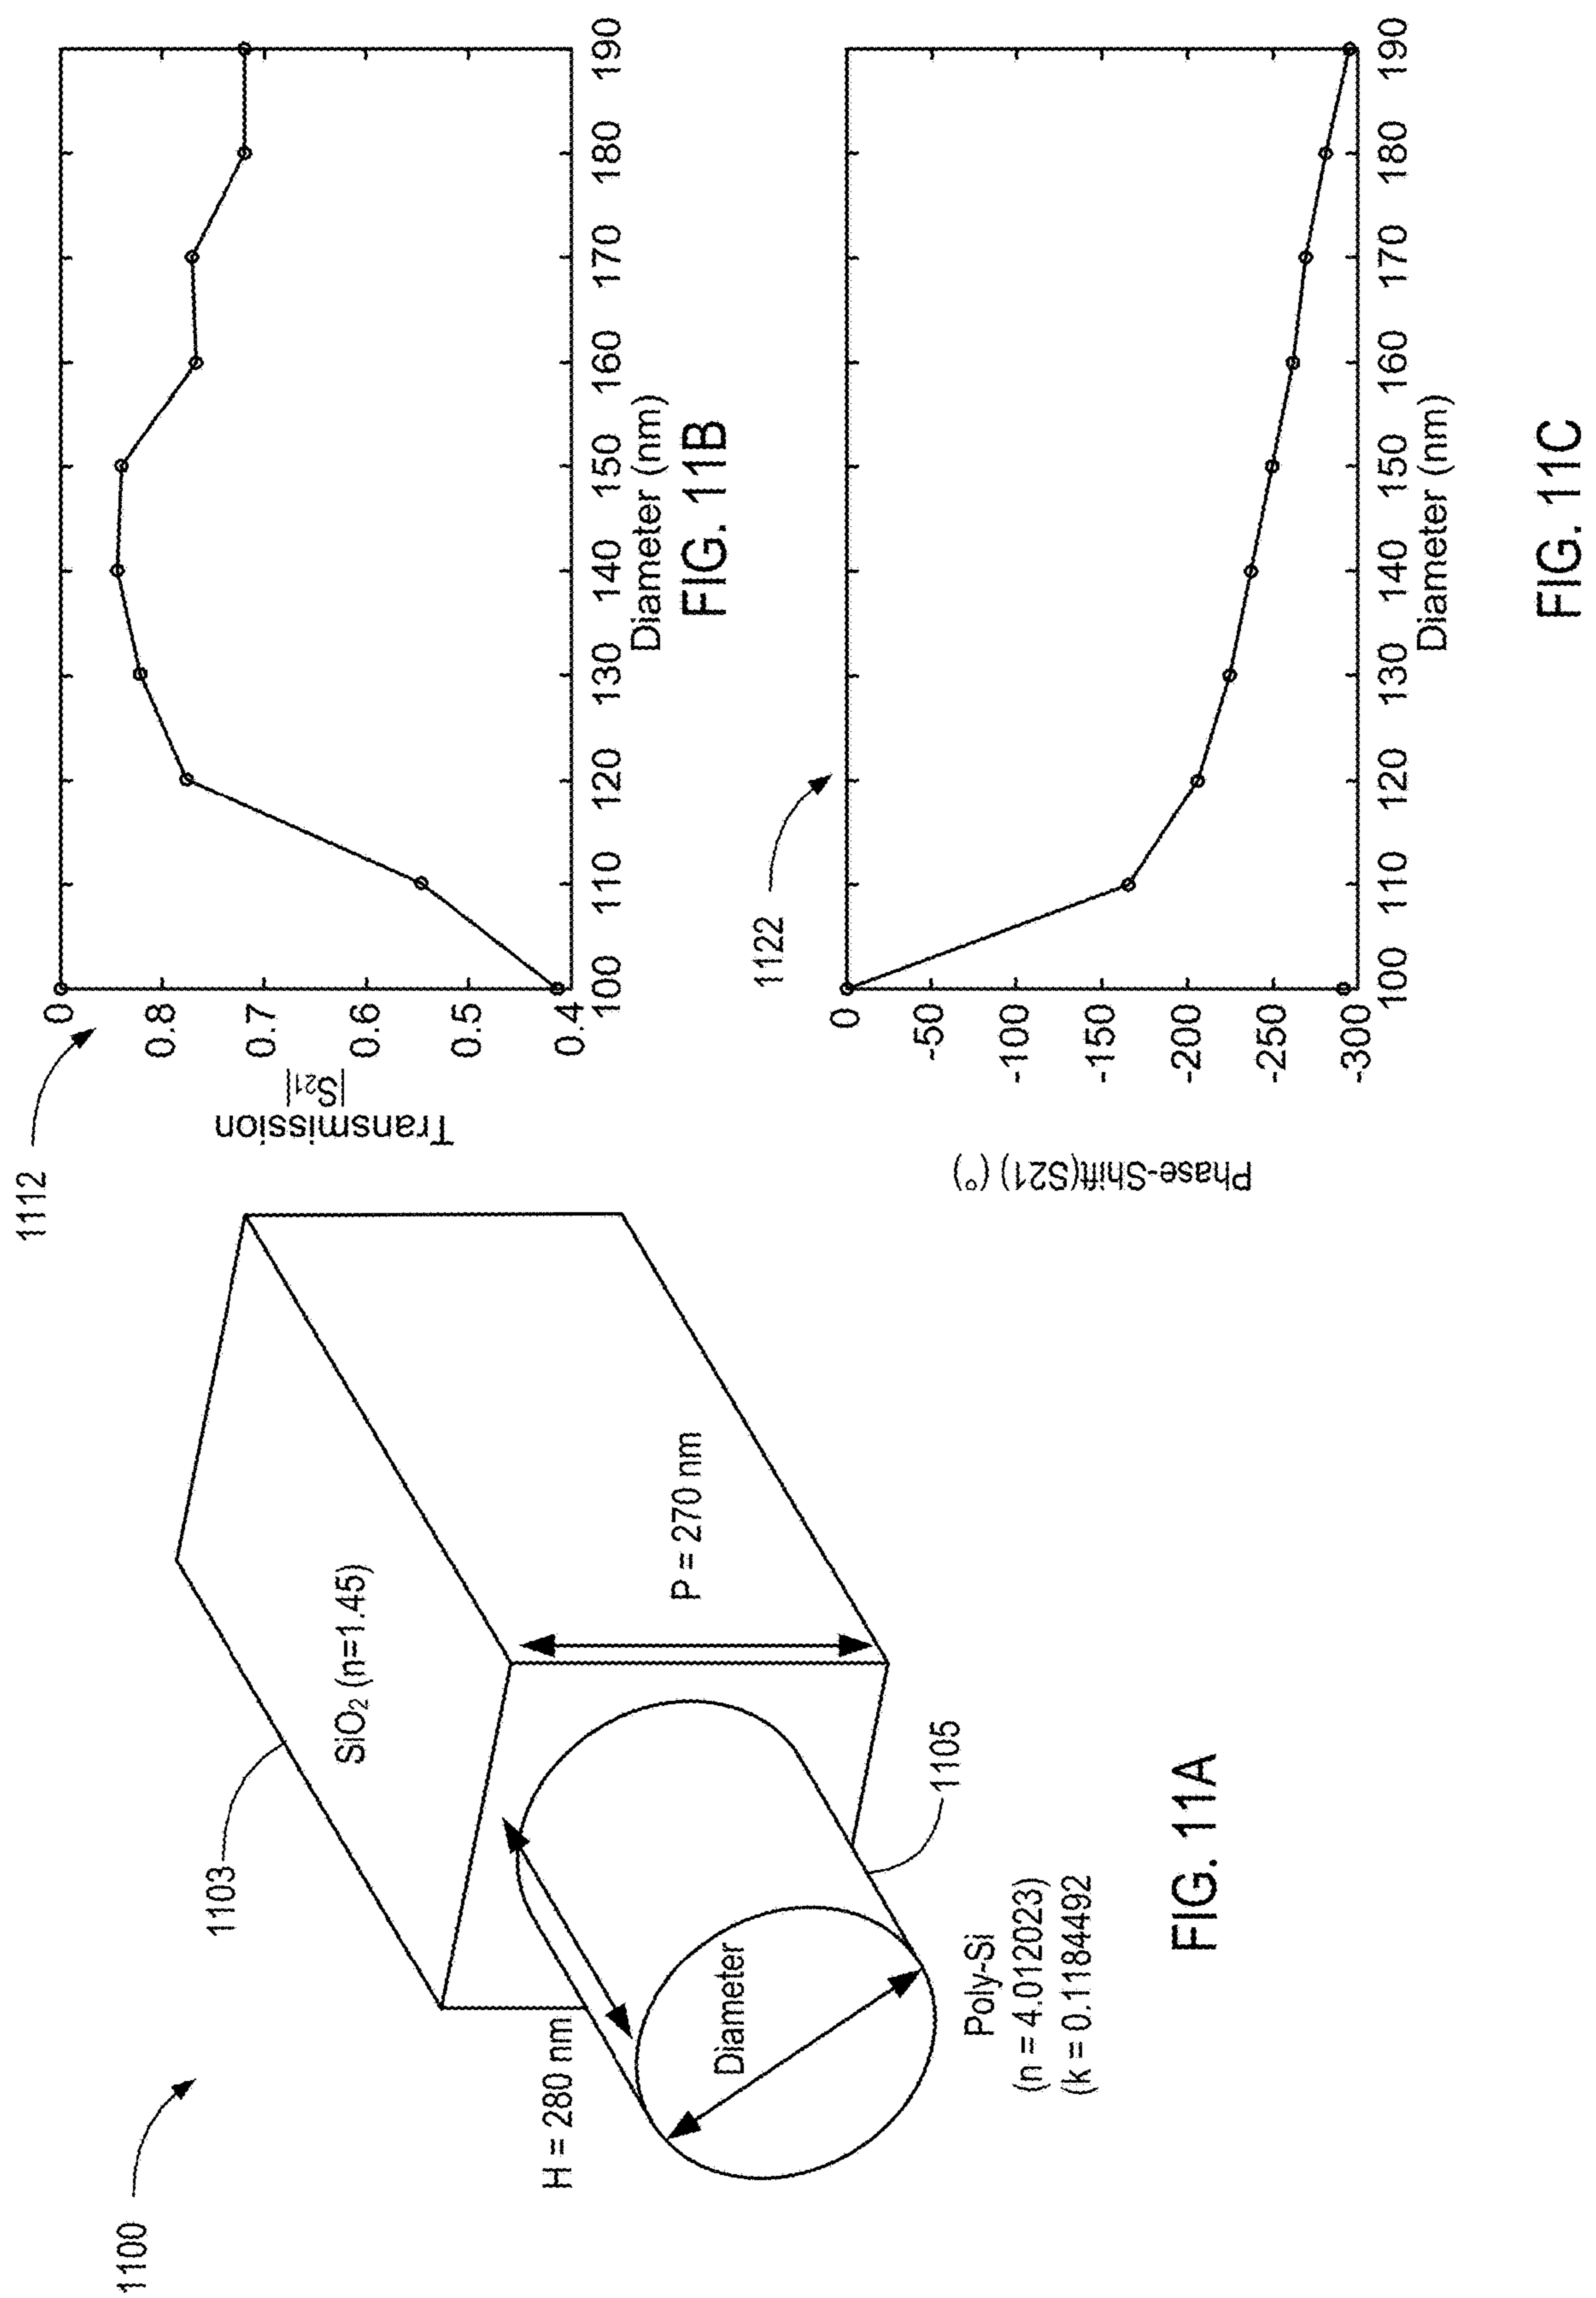 1100
1103
SiO2 (n=1.45)
H = 280 nm
P = 270 nm
Diameter
1105
Poly-Si
(n = 4.012023)
(k = 0.1184492
FIG. 11A
1112
Transmission
|S21|
0
0.8
0.7
0.6
0.5
0.4
100 110 120 130 140 150 160 170 180 190
Diameter (nm)
FIG. 11B
1122
Phase-Shift(S21) (°)
0
-50
-100
-150
-200
-250
-300
100 110 120 130 140 150 160 170 180 190
Diameter (nm)
FIG. 11C